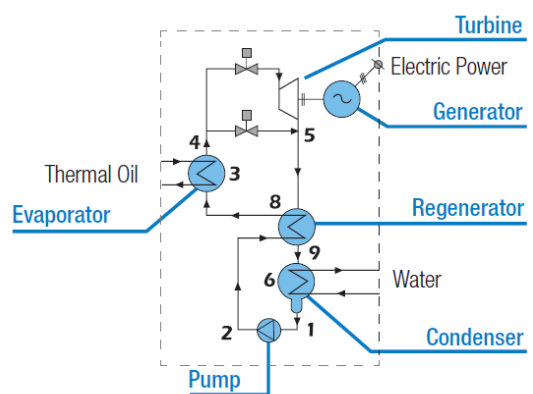 Turbine
Electric Power
Generator
4
5
Thermal Oil
3
Evaporator
8
Regenerator
9
6
Water
2
1
Condenser
Pump